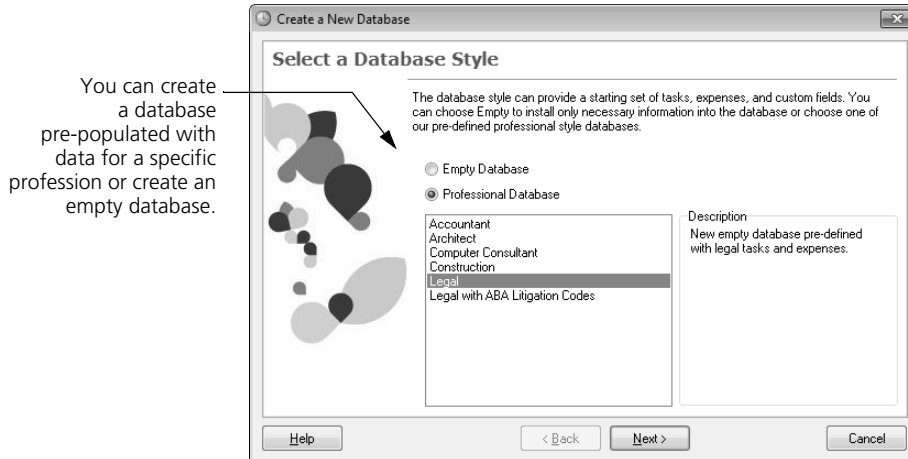 Create a New Database
Select a Database Style
You can create
a database
pre-populated with
data for a specific
profession or create an
empty database.
The database style can provide a starting set of tasks, expenses, and custom fields. You
can choose Empty to install only necessary information into the database or choose one of
our pre-defined professional style databases.
Empty Database
Professional Database
Accountant
Architect
Computer Consultant
Construction
Legal
Legal with ABA Litigation Codes
Description
New empty database pre-defined
with legal tasks and expenses.
Help
< Back
Next >
Cancel